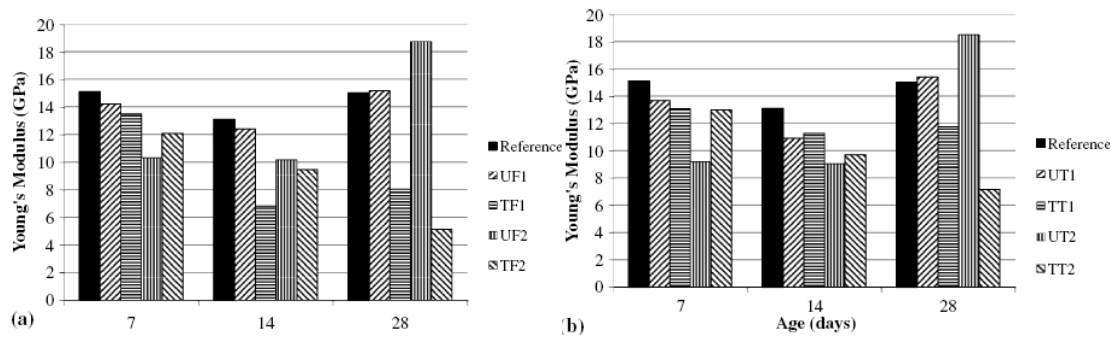 20
18
16
14
12
10
8
6
4
2
0
Young's Modulus (GPa)
7
14
28
Reference
UF1
TF1
UF2
TF2
(a)
20
18
16
14
12
10
8
6
4
2
0
Young's Modulus (GPa)
7
14
28
Age (days)
Reference
UT1
TT1
UT2
TT2
(b)